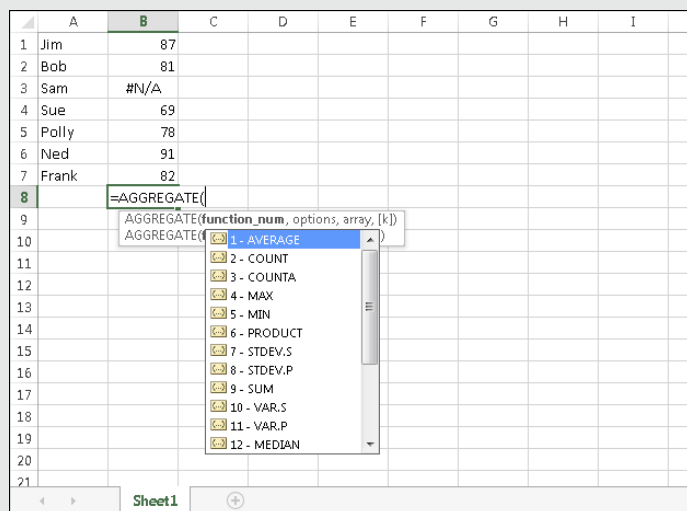 A B C D E F G H I
1 Jim 87
2 Bob 81
3 Sam #N/A
4 Sue 69
5 Polly 78
6 Ned 91
7 Frank 82
8 =AGGREGATE(
9 AGGREGATE(function_num, options, array, [k])
10 AGGREGATE(f )
1 - AVERAGE
11 2 - COUNT
12 3 - COUNTA
4 - MAX
13 5 - MIN
14 6 - PRODUCT
15 7 - STDEV.S
16 8 - STDEV.P
17 9 - SUM
18 10 - VAR.S
11 - VAR.P
19 12 - MEDIAN
20
21
Sheet1